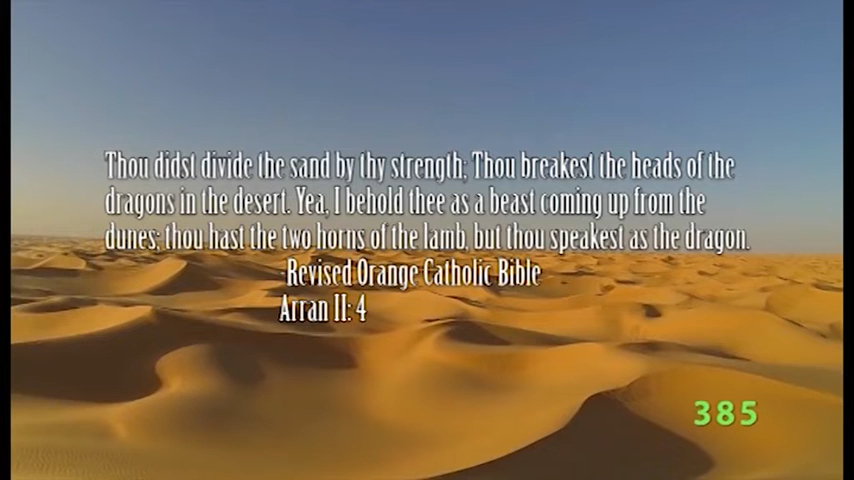 Thou didst divide the sand by thy strength; Thou breakest the heads of the
dragons in the desert. Yea, I behold thee as a beast coming up from the
dunes; thou hast the two horns of the lamb, but thou speakest as the dragon.
-Revised Orange Catholic Bible
Arran II: 4
385